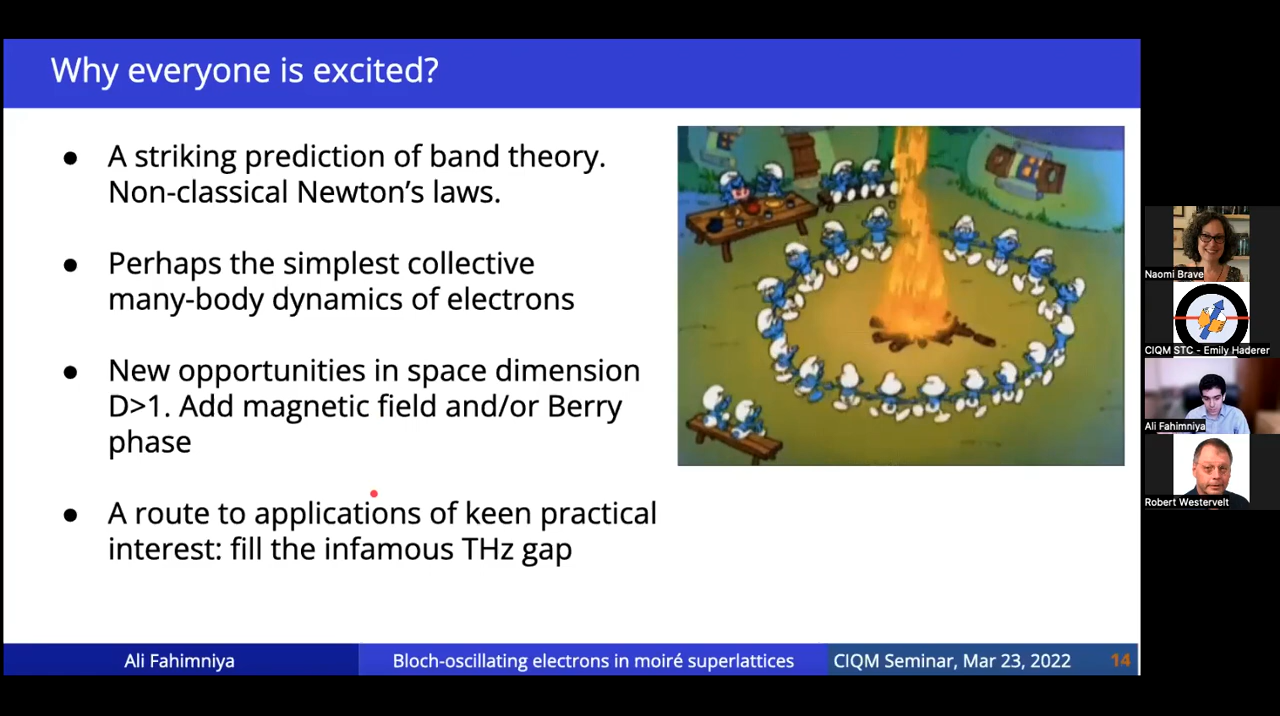 Why everyone is excited?
● A striking prediction of band theory.
Non-classical Newton's laws.
● Perhaps the simplest collective
many-body dynamics of electrons
● New opportunities in space dimension
D>1. Add magnetic field and/or Berry
phase
● A route to applications of keen practical
interest: fill the infamous THz gap
Ali Fahimniya
Bloch-oscillating electrons in moiré superlattices
CIQM Seminar, Mar 23, 2022
14
Naomi Brave
CIQM STC - Emily Haderer
Ali Fahimniya
Robert Westervelt